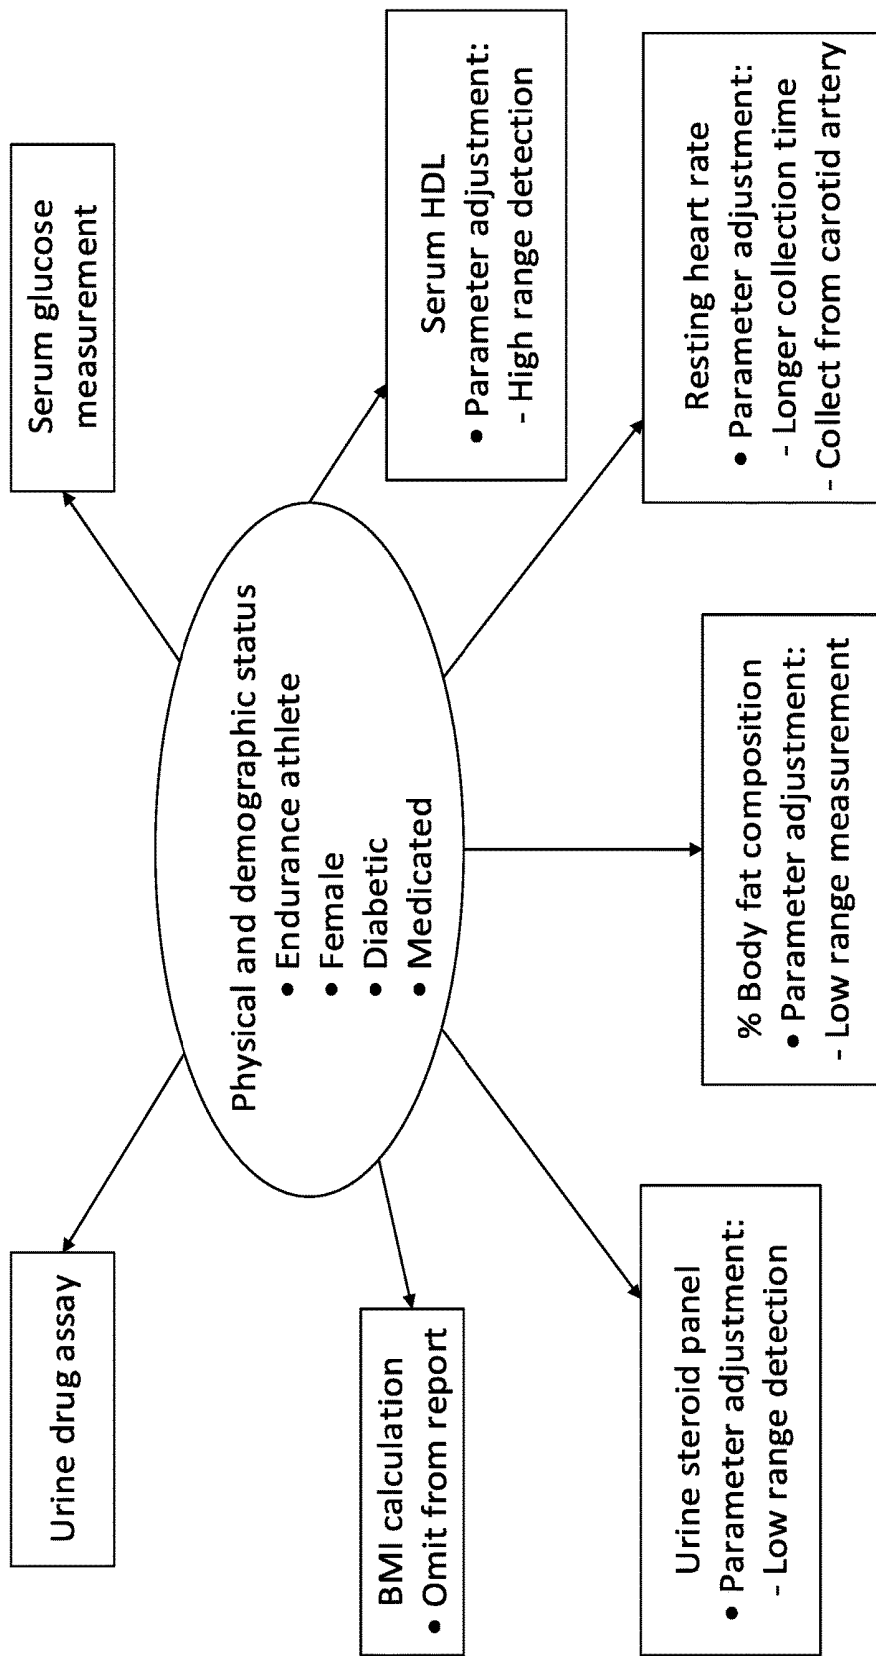 Urine drug assay
Serum glucose
measurement
Physical and demographic status
• Endurance athlete
• Female
• Diabetic
• Medicated
BMI calculation
• Omit from report
Serum HDL
• Parameter adjustment:
- High range detection
Urine steroid panel
• Parameter adjustment:
- Low range detection
% Body fat composition
• Parameter adjustment:
- Low range measurement
Resting heart rate
• Parameter adjustment:
- Longer collection time
- Collect from carotid artery